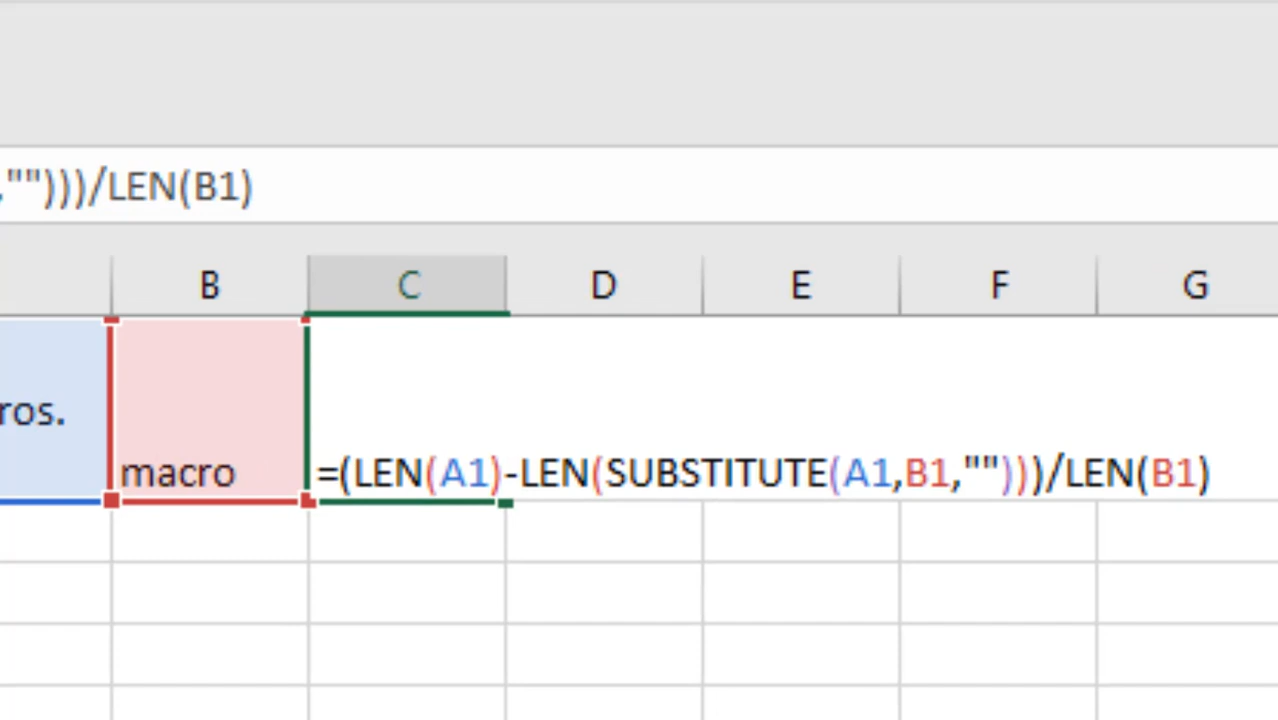 ,"")))/LEN(B1)
B C D E F G
ros.
macro =(LEN(A1)-LEN(SUBSTITUTE(A1,B1,"")))/LEN(B1)